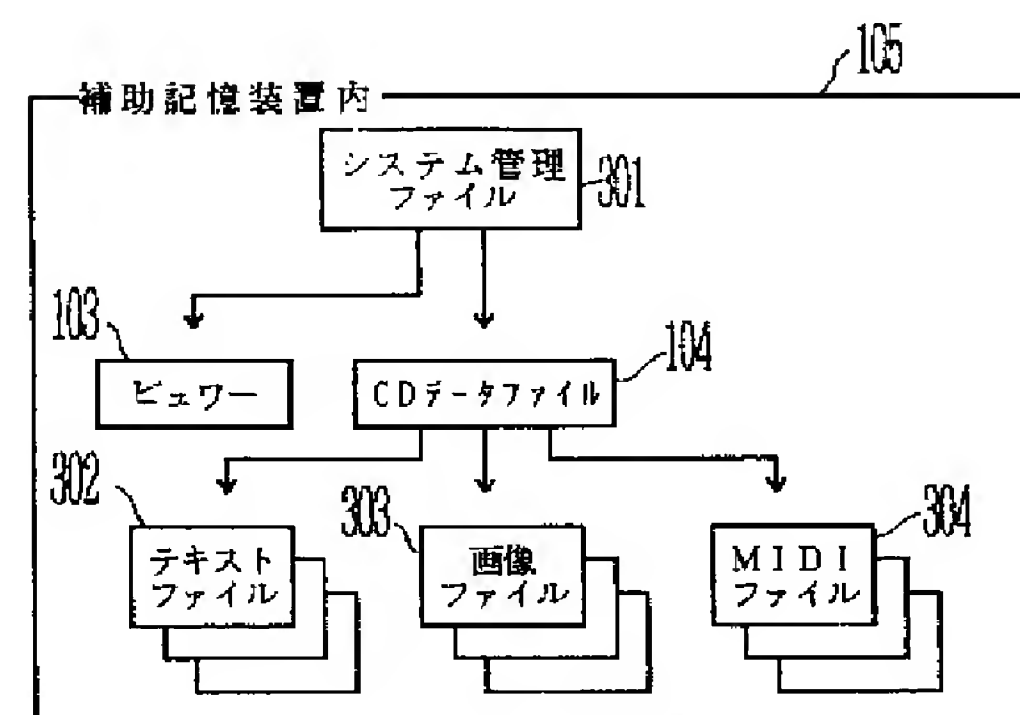 105
補助記憶装置内
システム管理
ファイル
301
103
ビュワー
104
CDデータファイル
302
テキスト
ファイル
303
画像
ファイル
304
MIDI
ファイル